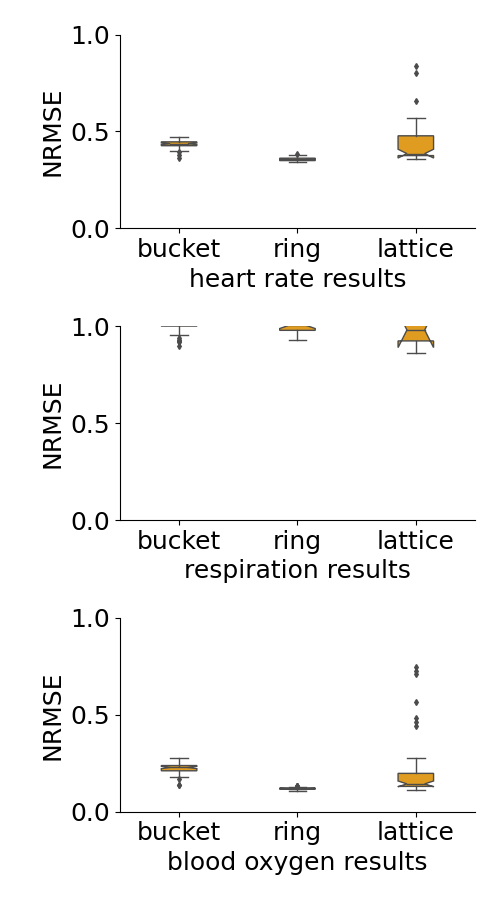 1.0
NRMSE
0.5
0.0
bucket ring lattice
heart rate results
1.0
NRMSE
0.5
0.0
bucket ring lattice
respiration results
1.0
NRMSE
0.5
0.0
bucket ring lattice
blood oxygen results